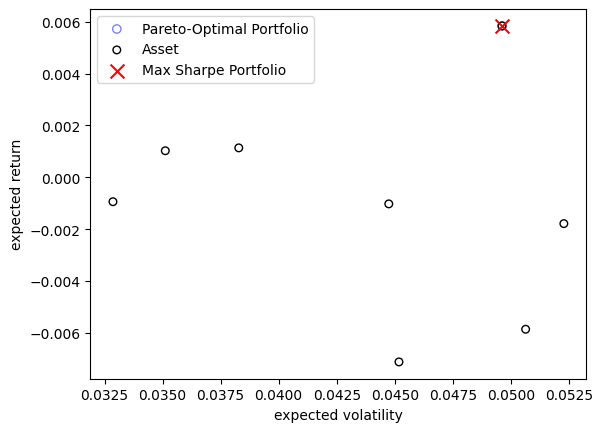 Pareto-Optimal Portfolio
Asset
Max Sharpe Portfolio
0.006
0.004
0.002
0.000
−0.002
−0.004
−0.006
expected return
0.0325 0.0350 0.0375 0.0400 0.0425 0.0450 0.0475 0.0500 0.0525
expected volatility